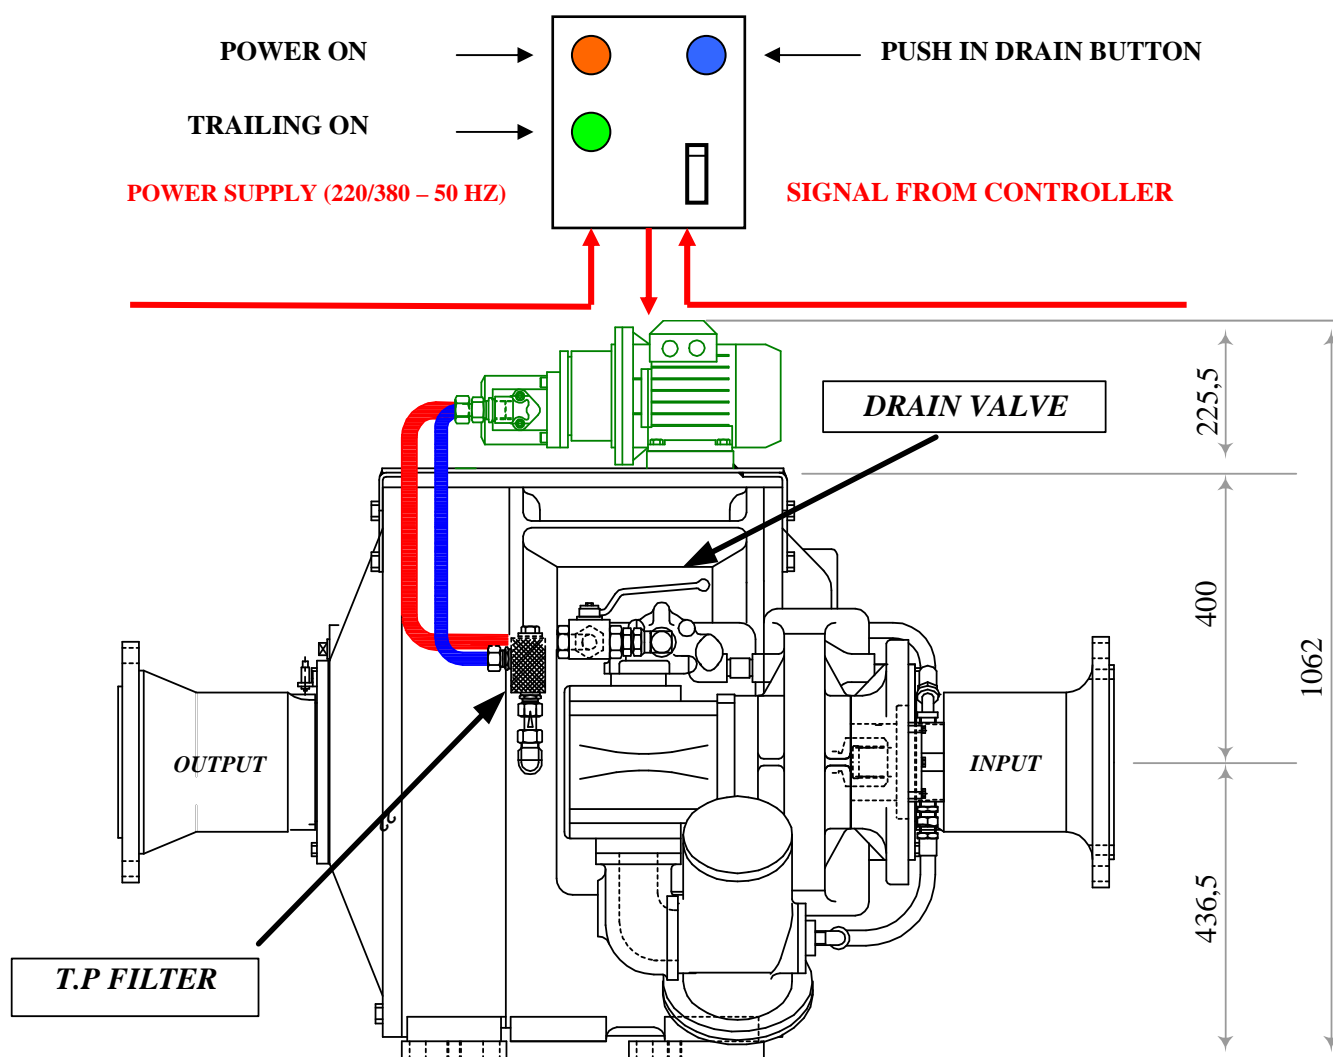 POWER ON
PUSH IN DRAIN BUTTON
TRAILING ON
POWER SUPPLY (220/380 – 50 HZ)
SIGNAL FROM CONTROLLER
DRAIN VALVE
225,5
400
1062
OUTPUT
INPUT
436,5
T.P FILTER